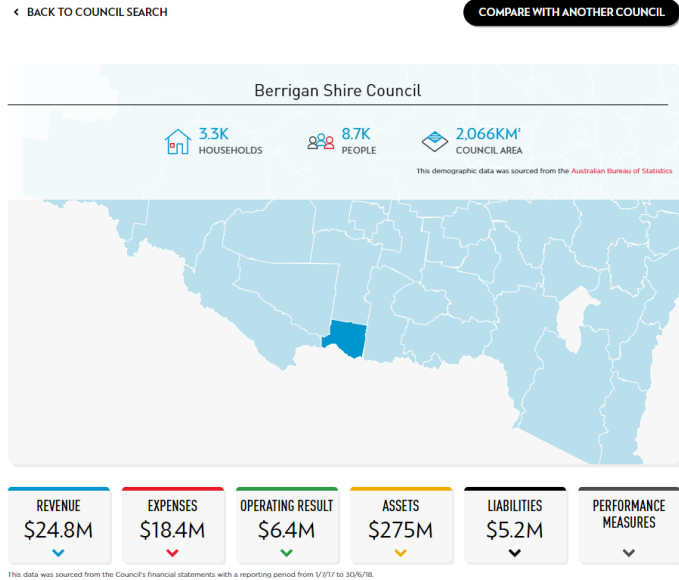 BACK TO COUNCIL SEARCH
COMPARE WITH ANOTHER COUNCIL
Berrigan Shire Council
3.3K
HOUSEHOLDS
8.7K
PEOPLE
2,066KM²
COUNCIL AREA
This demographic data was sourced from the Australian Bureau of Statistics
REVENUE
$24.8M
EXPENSES
$18.4M
OPERATING RESULT
$6.4M
ASSETS
$275M
LIABILITIES
$5.2M
PERFORMANCE
MEASURES
This data was sourced from the Council's financial statements with a reporting period from 1/7/17 to 30/6/18.